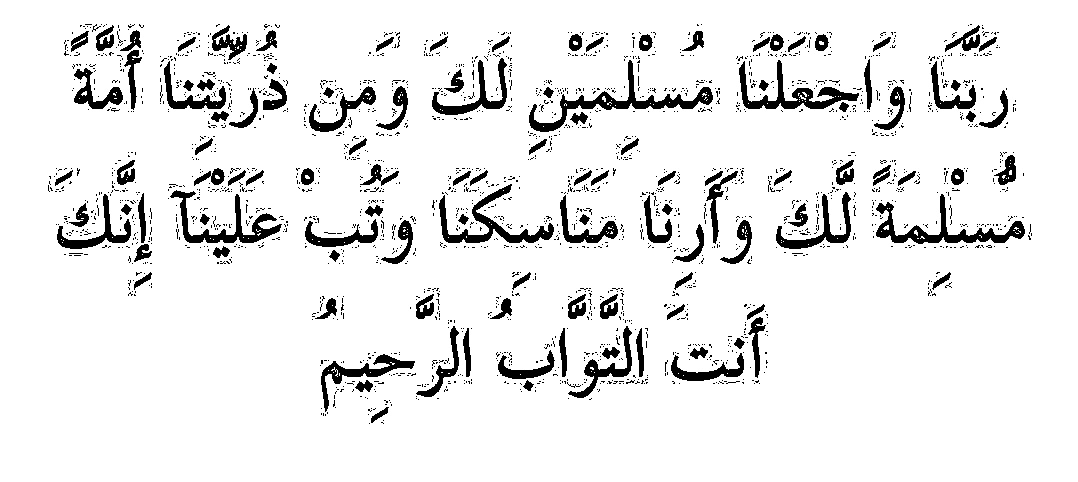 رَبَّنَا وَاجْعَلْنَا مُسْلِمَيْنِ لَكَ وَمِن ذُرِّيَّتِنَا أُمَّةً
مُّسْلِمَةً لَّكَ وَأَرِنَا مَنَاسِكَنَا وَتُبْ عَلَيْنَآ إِنَّكَ
أَنتَ التَّوَّابُ الرَّحِيمُ